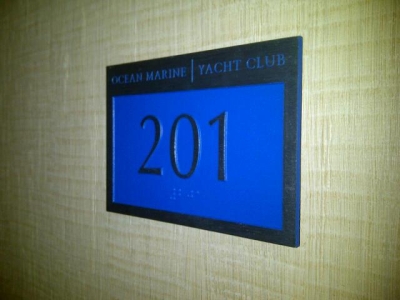 OCEAN MARINE | YACHT CLUB
201